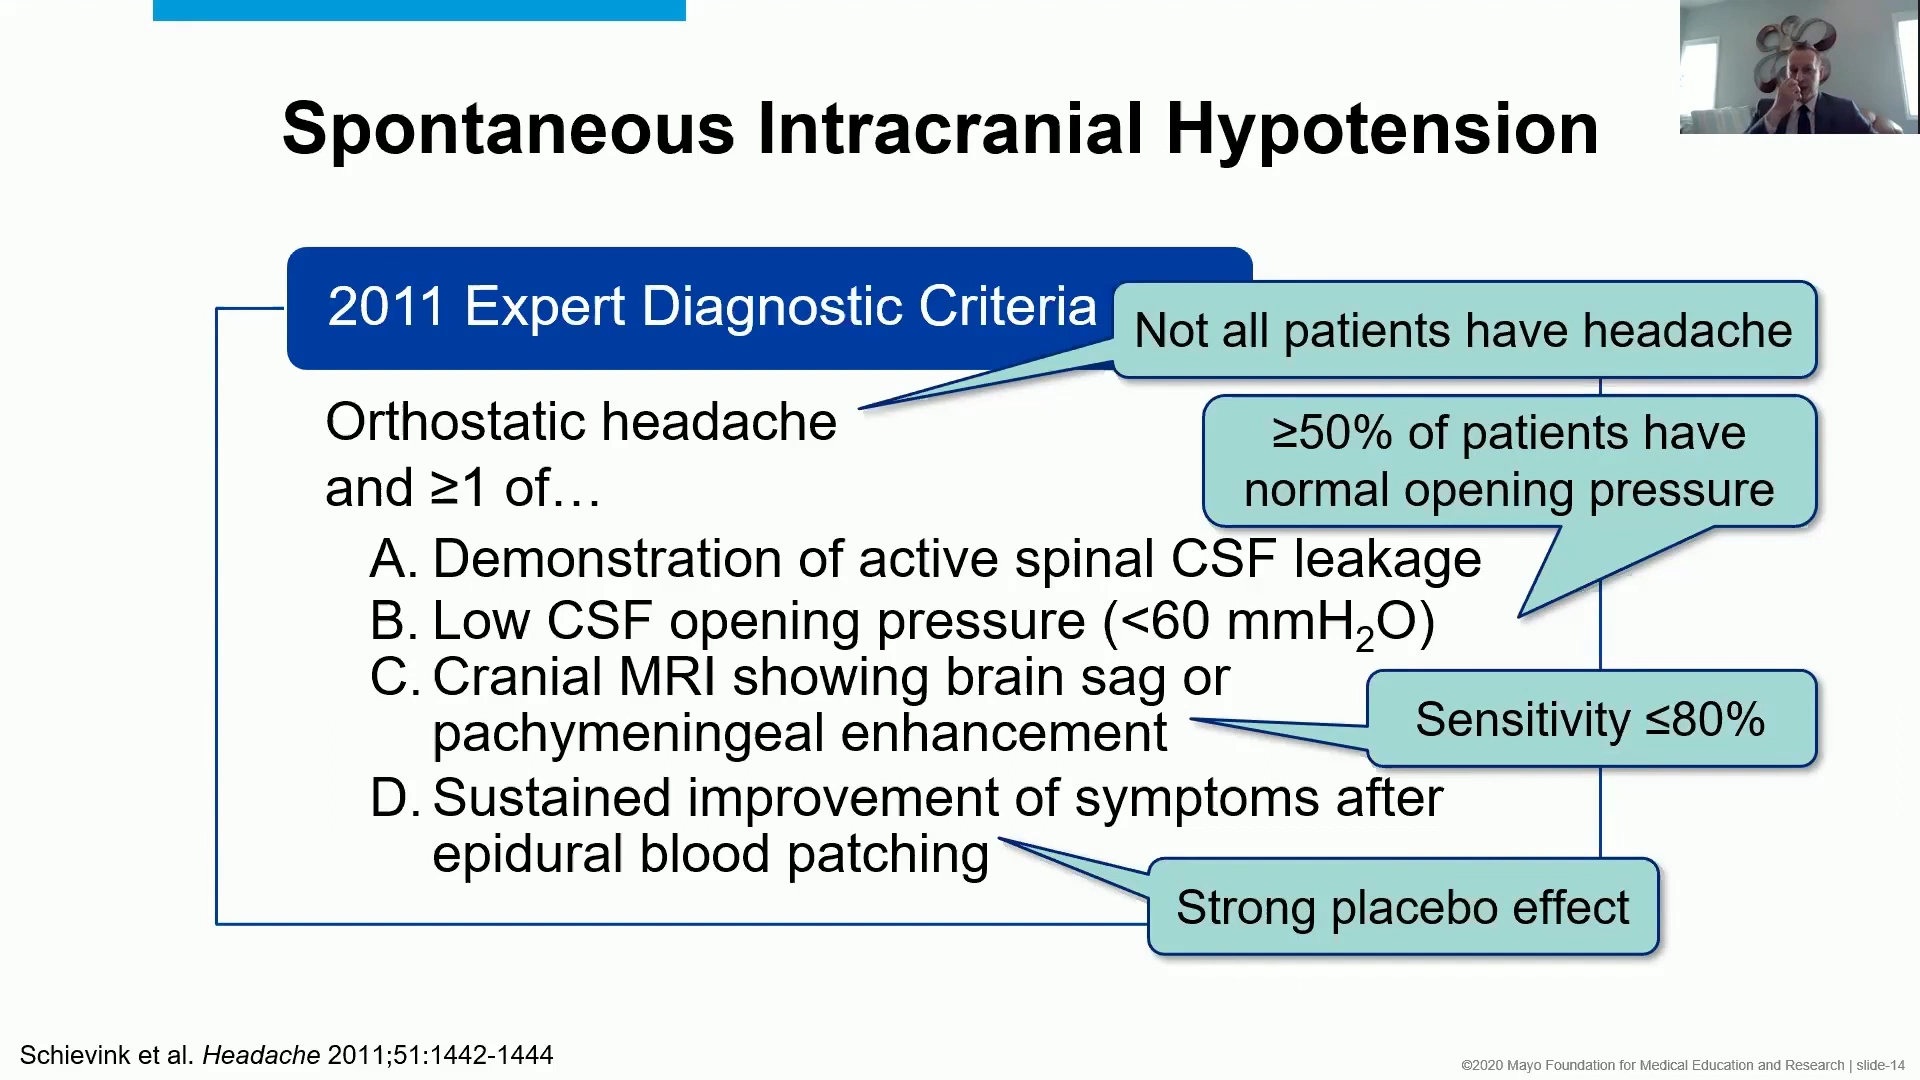 Spontaneous Intracranial Hypotension
2011 Expert Diagnostic Criteria
Not all patients have headache
Orthostatic headache
and ≥1 of…
≥50% of patients have
normal opening pressure
A. Demonstration of active spinal CSF leakage
B. Low CSF opening pressure (<60 mmH₂O)
C. Cranial MRI showing brain sag or
pachymeningeal enhancement
Sensitivity ≤80%
D. Sustained improvement of symptoms after
epidural blood patching
Strong placebo effect
Schievink et al. Headache 2011;51:1442-1444
©2020 Mayo Foundation for Medical Education and Research | slide-14